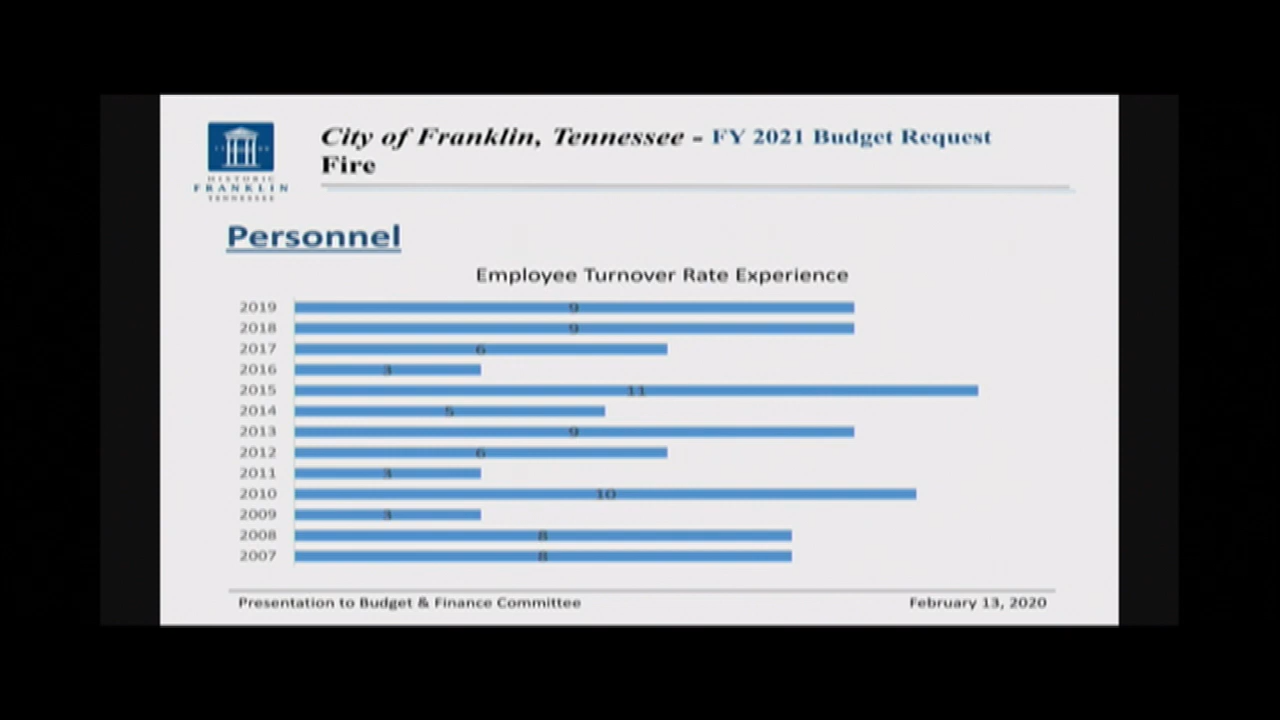 City of Franklin, Tennessee - FY 2021 Budget Request
Fire
HISTORIC
FRANKLIN
TENNESSEE
Personnel
Employee Turnover Rate Experience
2019 9
2018 9
2017 6
2016 3
2015 11
2014 5
2013 9
2012 6
2011 3
2010 10
2009 3
2008 8
2007 8
Presentation to Budget & Finance Committee February 13, 2020